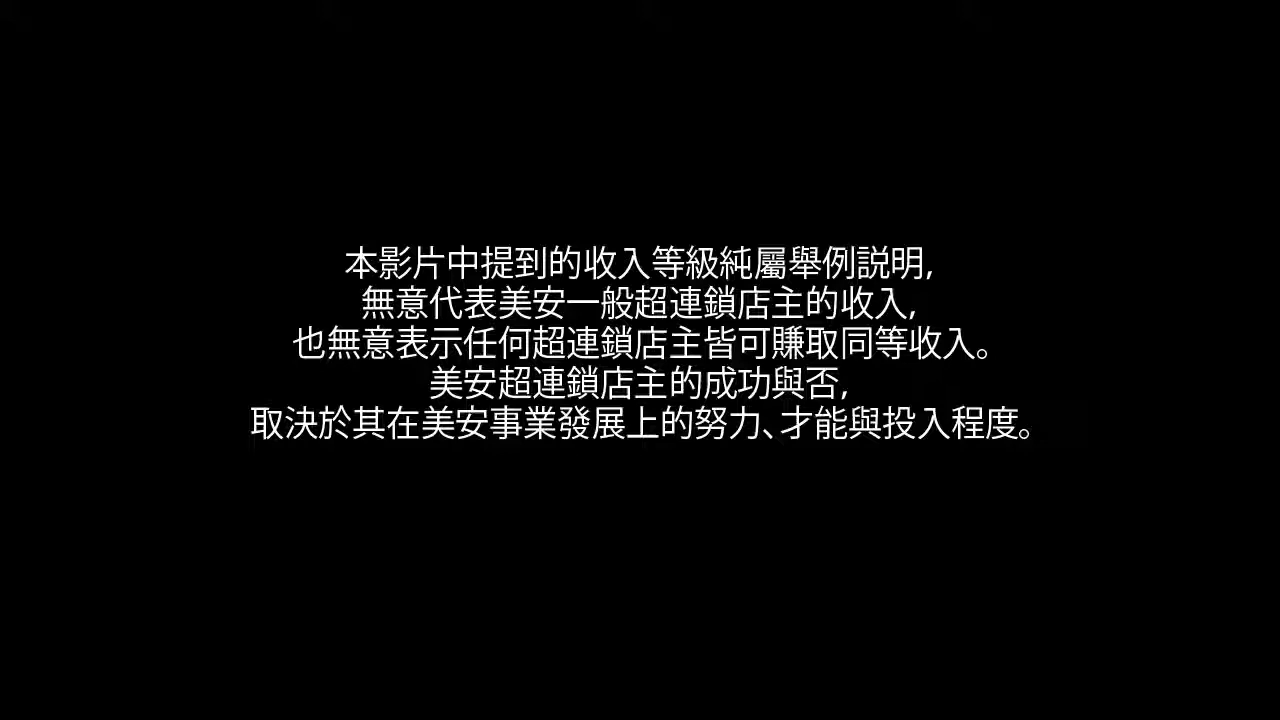 本影片中提到的收入等級純屬舉例説明,
無意代表美安一般超連鎖店主的收入,
也無意表示任何超連鎖店主皆可賺取同等收入。
美安超連鎖店主的成功與否,
取決於其在美安事業發展上的努力、才能與投入程度。